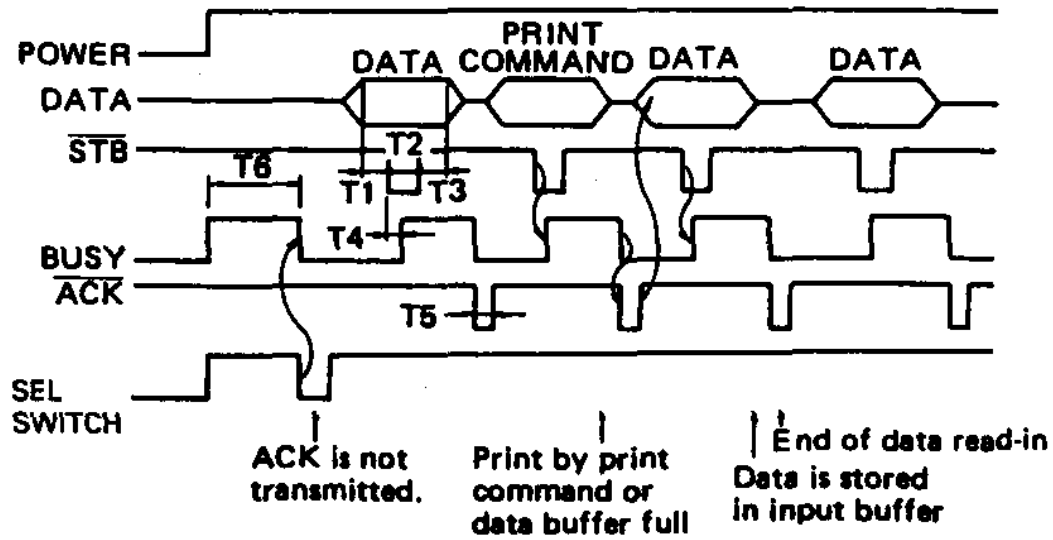 POWER
DATA
PRINT
COMMAND
DATA
DATA
DATA
STB
T2
T6
T1
T3
T4
BUSY
ACK
T5
SEL
SWITCH
ACK is not
transmitted.
Print by print
command or
data buffer full
End of data read-in
Data is stored
in input buffer